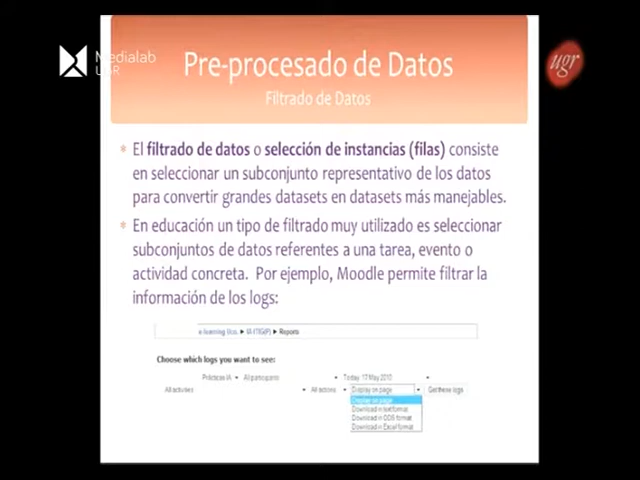 Medialab
UGR
ugr
Pre-procesado de Datos
Filtrado de Datos
* El filtrado de datos o selección de instancias (filas) consiste
en seleccionar un subconjunto representativo de los datos
para convertir grandes datasets en datasets más manejables.
* En educación un tipo de filtrado muy utilizado es seleccionar
subconjuntos de datos referentes a una tarea, evento o
actividad concreta. Por ejemplo, Moodle permite filtrar la
información de los logs:
Reports
Choose which logs you want to see:
Prácticas IA All participants Today, 17 May 2010
All activities All actions Display on page Get these logs
Display on page
Download in text format
Download in ODS format
Download in Excel format